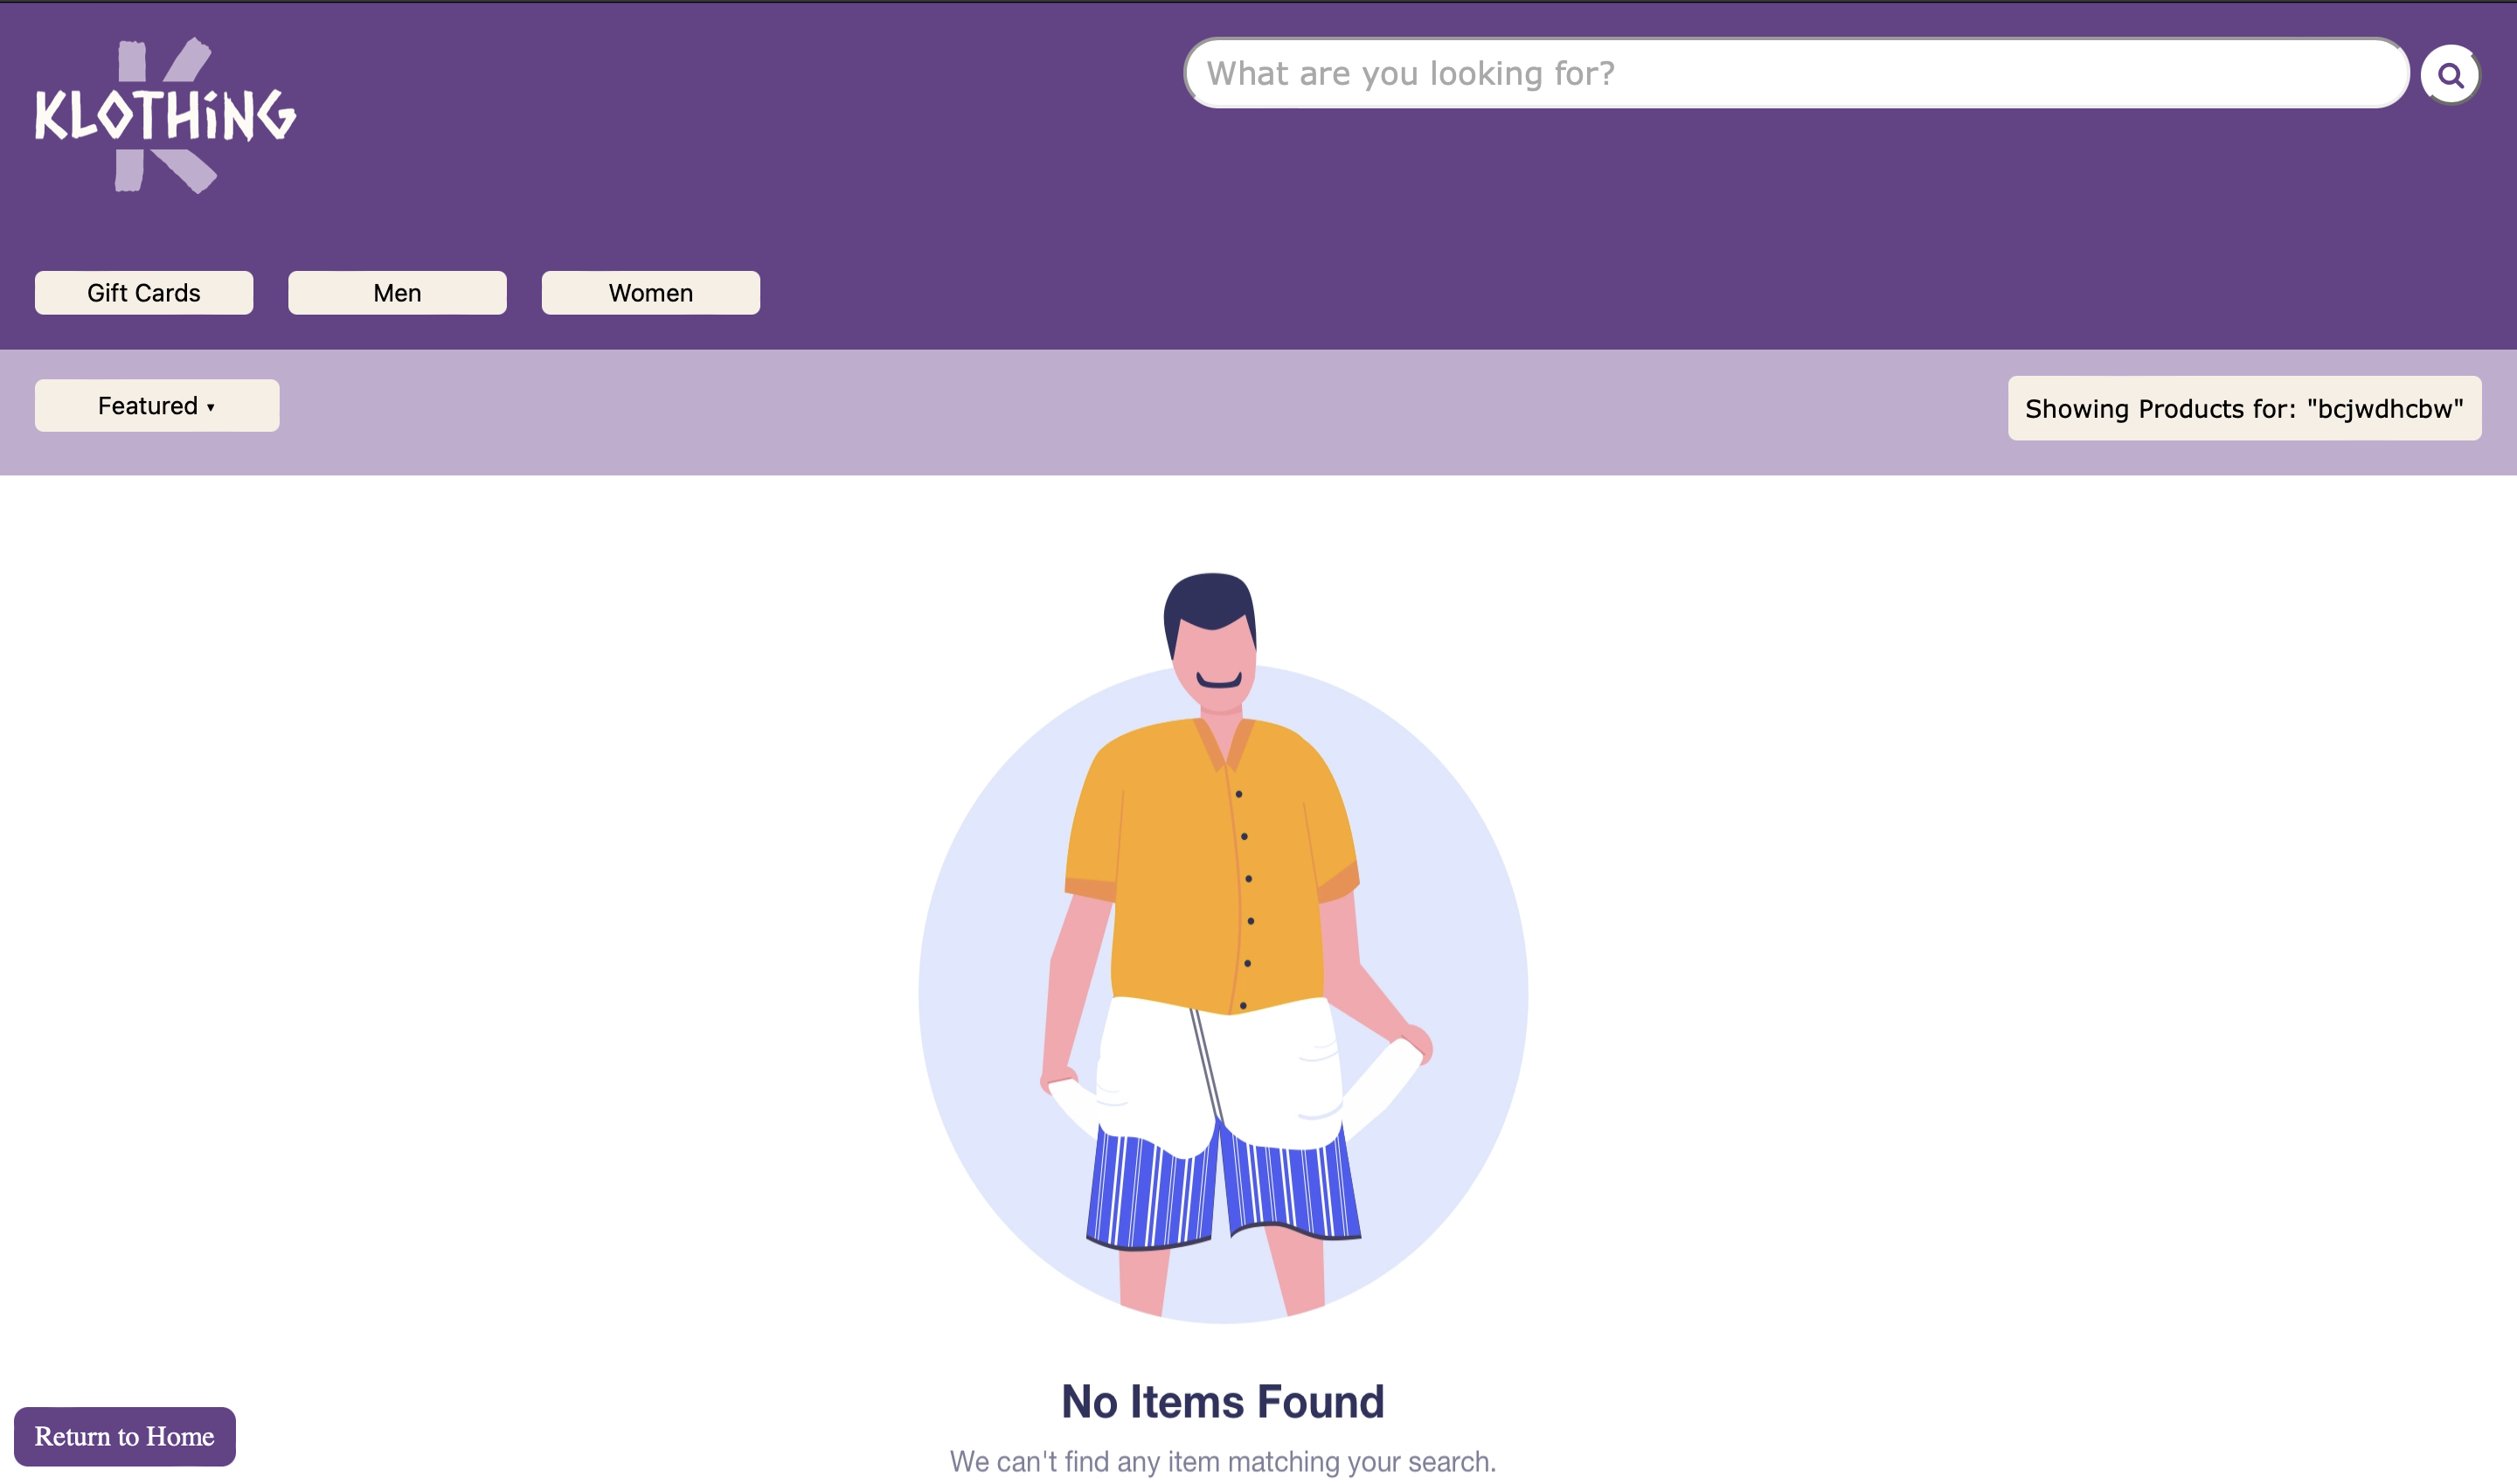 K
KLOTHiNG
What are you looking for?
Gift Cards
Men
Women
Featured ▾
Showing Products for: "bcjwdhcbw"
No Items Found
Return to Home
We can't find any item matching your search.